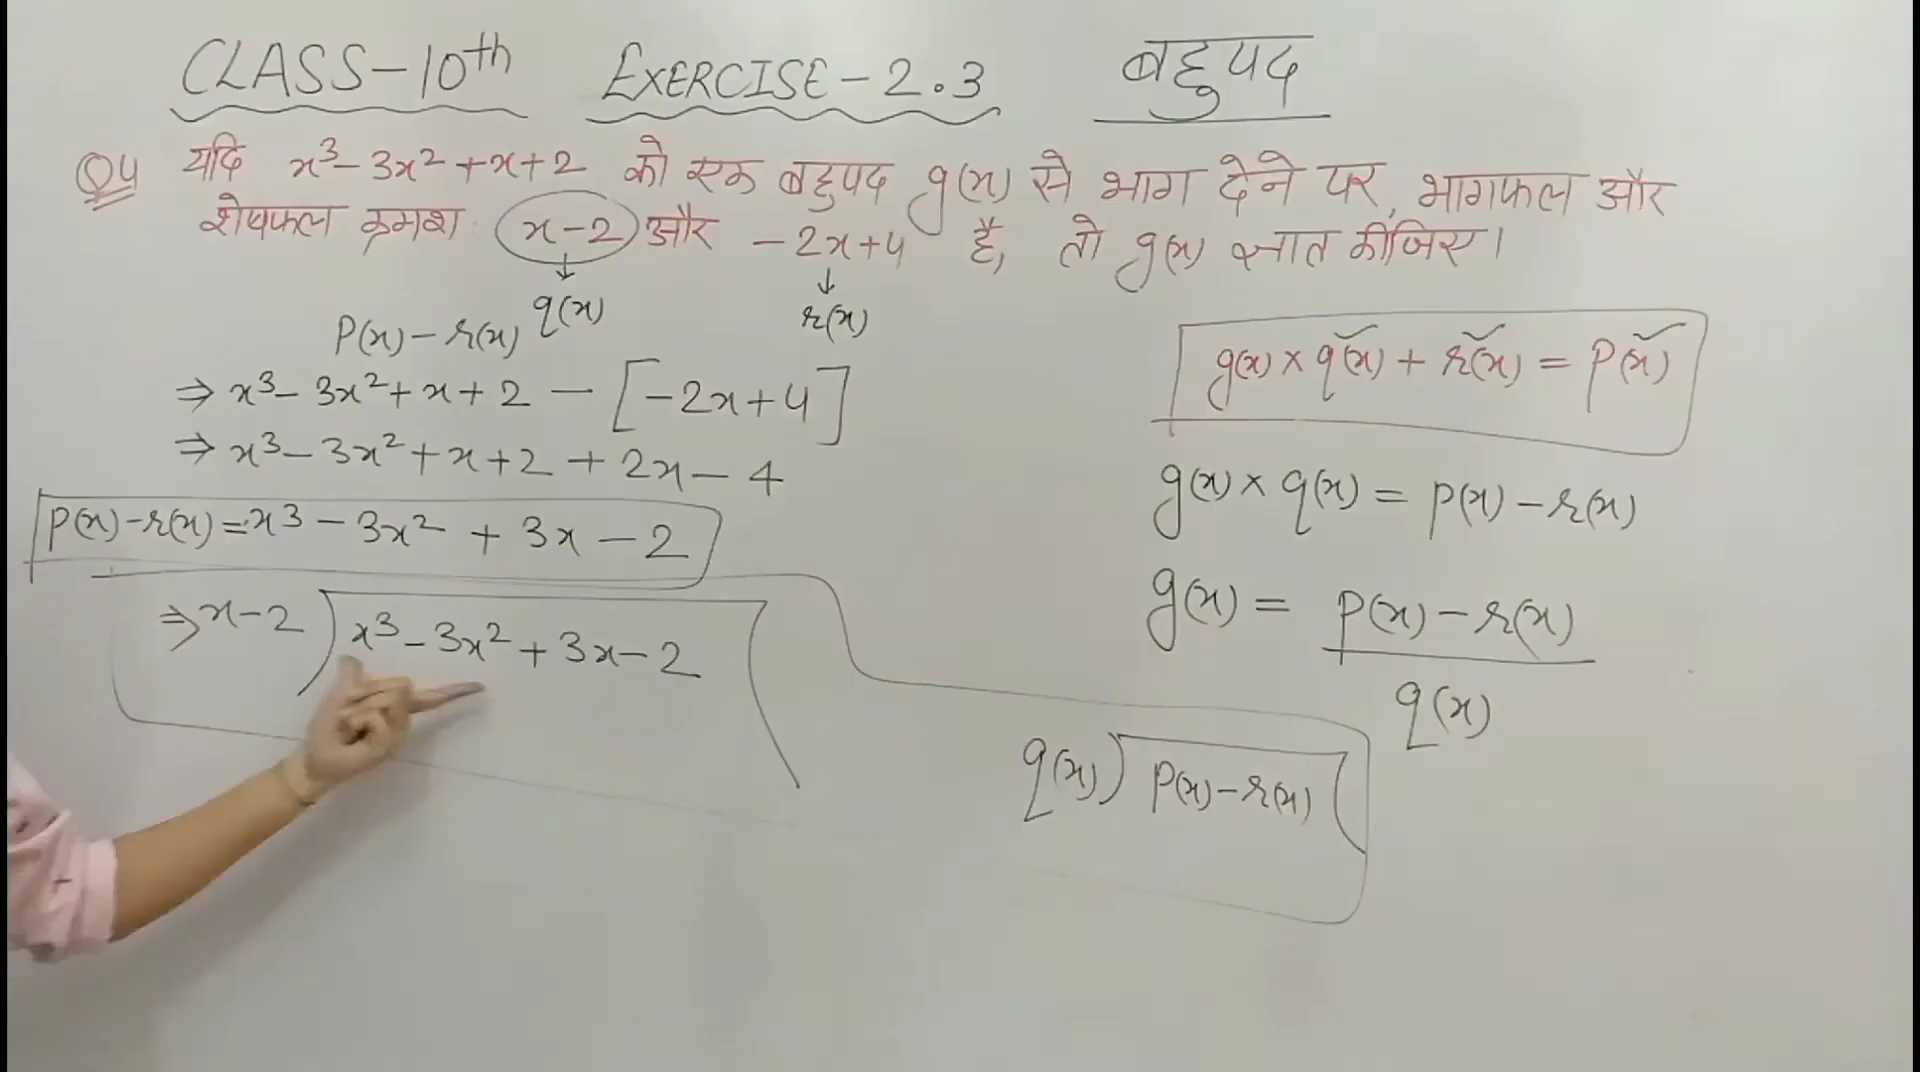 CLASS-10th EXERCISE-2.3 बहुपद
Q4 यदि x³-3x²+x+2 को एक बहुपद g(x) से भाग देने पर, भागफल और
शेषफल क्रमश: x-2 और -2x+4 है, तो g(x) ज्ञात कीजिए।
↓ q(x)
↓ r(x)
P(x)-r(x)
⇒ x³-3x²+x+2 - [-2x+4]
⇒ x³-3x²+x+2+2x-4
P(x)-r(x)=x³-3x²+3x-2
⇒ x-2 ) x³-3x²+3x-2 (
g(x) × q(x) + r(x) = P(x)
g(x) × q(x) = P(x)-r(x)
g(x) = P(x)-r(x)
q(x)
q(x) ) P(x)-r(x) (